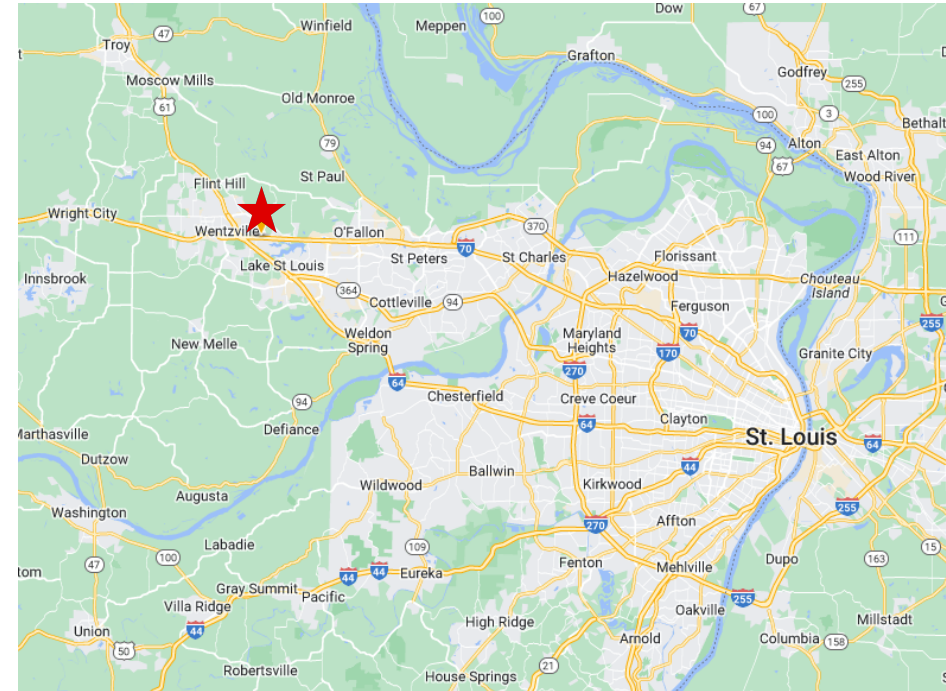 Dow
67
Winfield
Meppen
100
47
Troy
Grafton
Godfrey
Moscow Mills
255
Old Monroe
61
100
3
Bethalt
79
94
Alton
East Alton
67
Wood River
St Paul
Flint Hill
Wright City
Wentzville
O'Fallon
370
111
70
St Peters
St Charles
Florissant
Lake St Louis
Hazelwood
Innsbrook
Chouteau
Island
364
Cottleville
94
Ferguson
255
70
Weldon
Spring
Maryland
Heights
New Melle
170
Granite City
270
64
Chesterfield
Creve Coeur
94
Clayton
64
Defiance
St. Louis
Marthasville
64
Dutzow
44
Ballwin
Wildwood
Kirkwood
Augusta
255
Washington
270
Affton
Labadie
109
15
100
Fenton
Dupo
163
47
tom
44
44
Eureka
Mehlville
Gray Summit
Pacific
255
Villa Ridge
Oakville
High Ridge
Millstadt
Union
44
Arnold
Columbia
158
50
21
Robertsville
House Springs